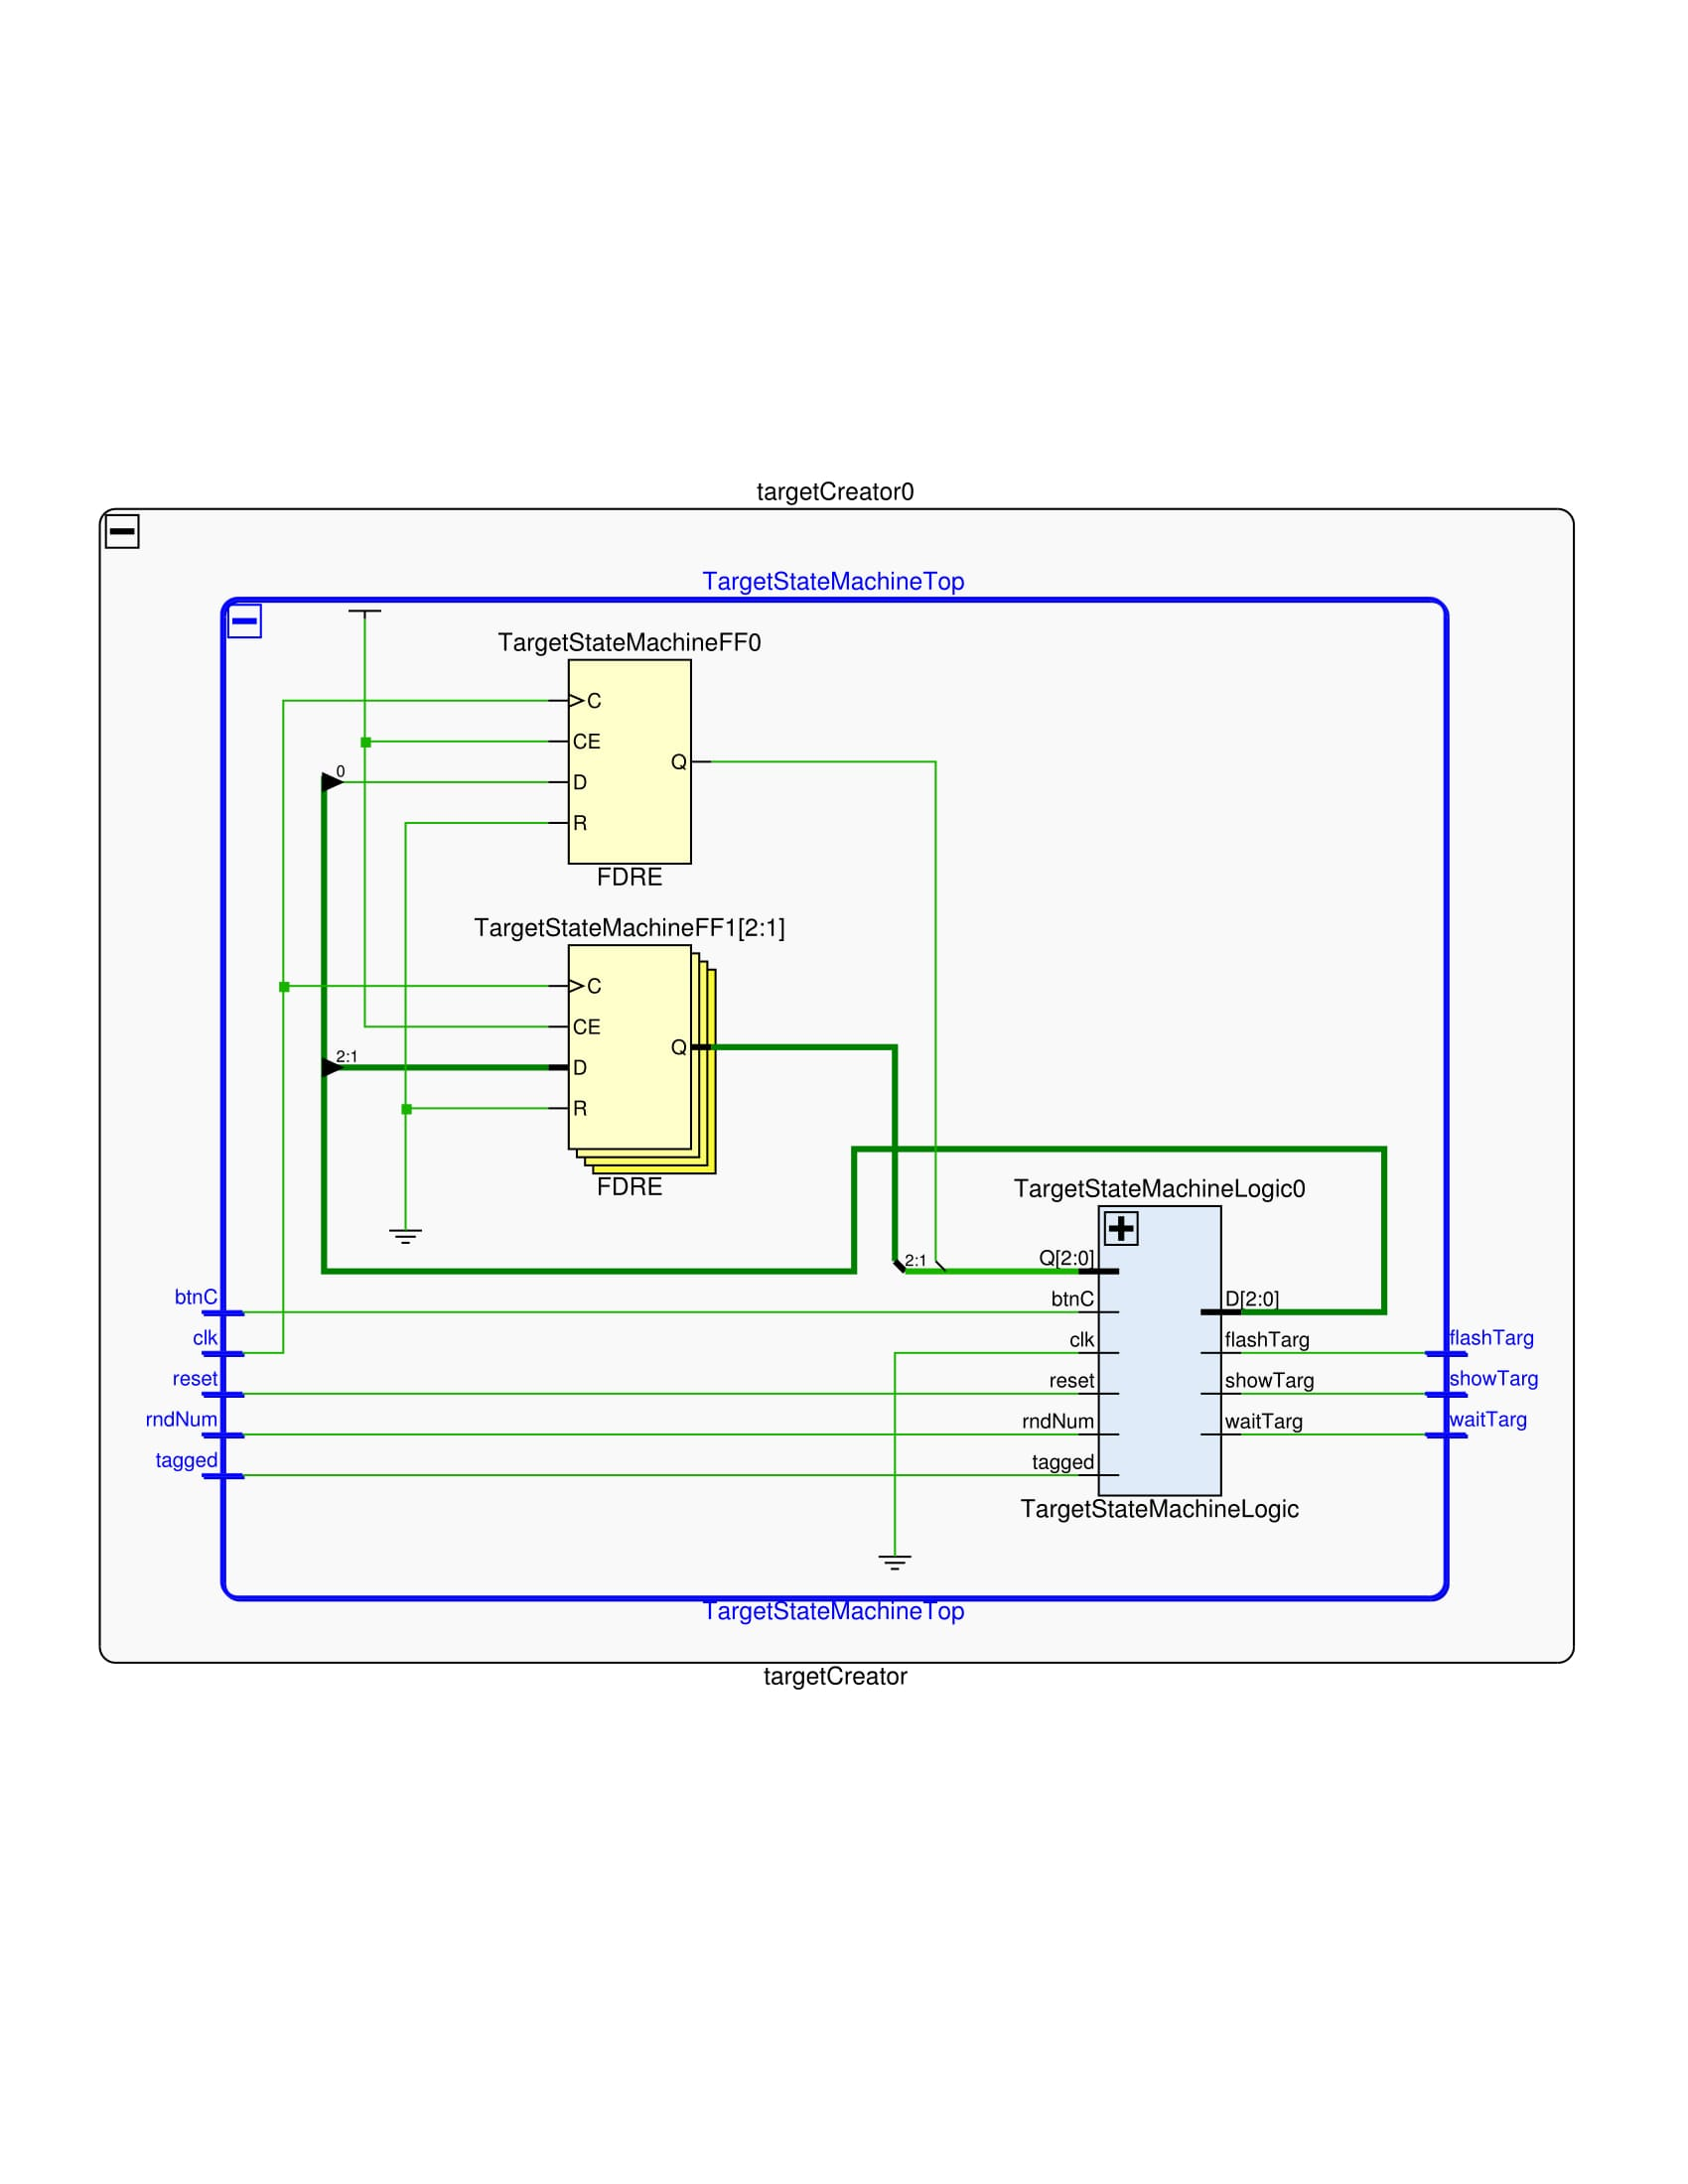 targetCreator0
TargetStateMachineTop
TargetStateMachineFF0
C
CE
D
R
Q
0
FDRE
TargetStateMachineFF1[2:1]
C
CE
D
R
Q
2:1
FDRE
TargetStateMachineLogic0
2:1
Q[2:0]
btnC
clk
reset
rndNum
tagged
D[2:0]
flashTarg
showTarg
waitTarg
TargetStateMachineLogic
btnC
clk
reset
rndNum
tagged
flashTarg
showTarg
waitTarg
TargetStateMachineTop
targetCreator